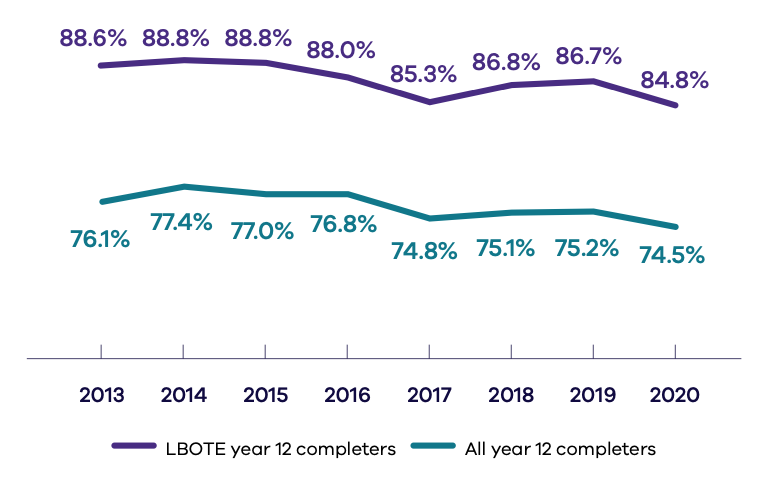 88.6% 88.8% 88.8% 88.0% 85.3% 86.8% 86.7% 84.8%
76.1% 77.4% 77.0% 76.8% 74.8% 75.1% 75.2% 74.5%
2013 2014 2015 2016 2017 2018 2019 2020
LBOTE year 12 completers All year 12 completers